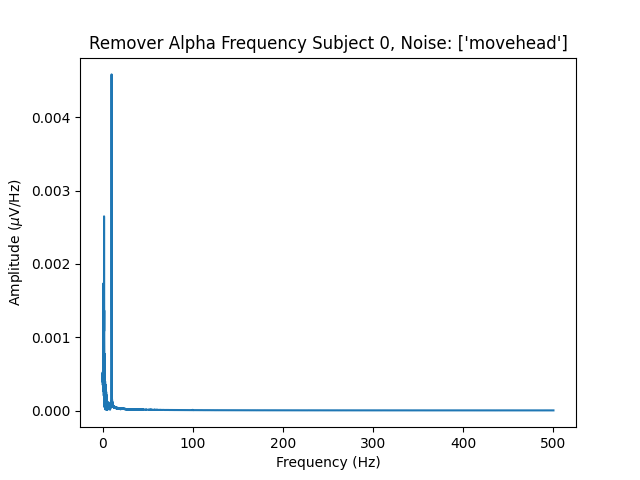 Remover Alpha Frequency Subject 0, Noise: ['movehead']
0.004
0.003
0.002
0.001
0.000
Amplitude (μV/Hz)
0 100 200 300 400 500
Frequency (Hz)